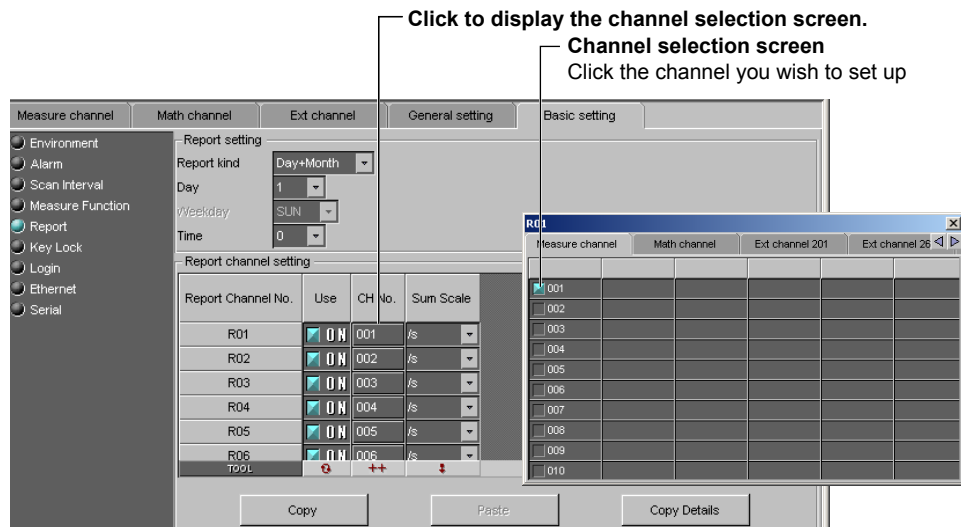 Click to display the channel selection screen.
Channel selection screen
Click the channel you wish to set up
Measure channel
Math channel
Ext channel
General setting
Basic setting
Environment
Alarm
Scan Interval
Measure Function
Report
Key Lock
Login
Ethernet
Serial
Report setting
Report kind Day+Month
Day 1
Weekday SUN
Time 0
Report channel setting
Report Channel No. Use CH No. Sum Scale
R01 ON 001 /s
R02 ON 002 /s
R03 ON 003 /s
R04 ON 004 /s
R05 ON 005 /s
R06 ON 006 /s
TOOL
Copy Paste Copy Details
R01
Measure channel Math channel Ext channel 201 Ext channel 26
001
002
003
004
005
006
007
008
009
010